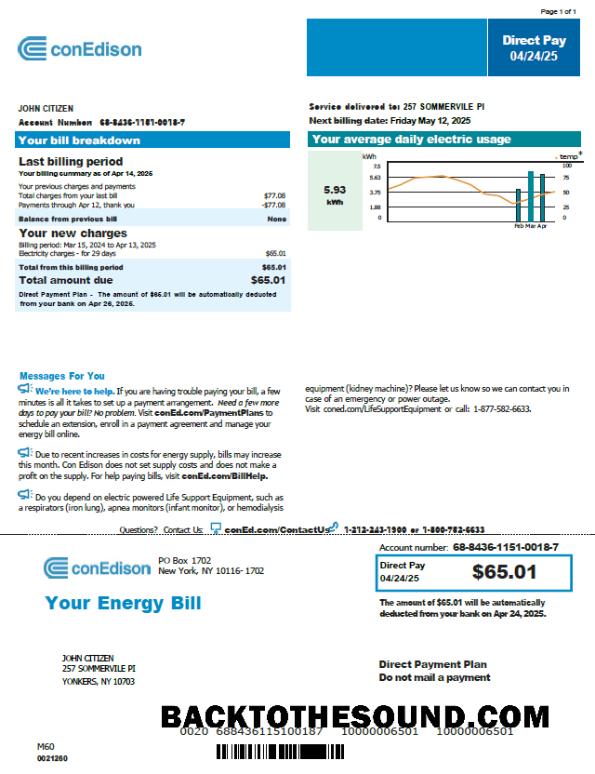 Page 1 of 1
conEdison
Direct Pay
04/24/25
JOHN CITIZEN
Account Number 68-8436-1151-0018-7
Service delivered to: 257 SOMMERVILE PI
Next billing date: Friday May 12, 2025
Your bill breakdown
Last billing period
Your billing summary as of Apr 14, 2026
Your previous charges and payments
Total charges from your last bill $77.08
Payments through Apr 12, thank you -$77.08
Balance from previous bill None
Your new charges
Billing period: Mar 15, 2024 to Apr 13, 2025
Electricity charges - for 29 days $65.01
Total from this billing period $65.01
Total amount due $65.01
Direct Payment Plan - The amount of $65.01 will be automatically deducted
from your bank on Apr 26, 2026.
Your average daily electric usage
5.93
kWh
kWh
temp*
7.5 100
5.63 75
3.75 50
1.88 25
0 0
Feb Mar Apr
Messages For You
We're here to help. If you are having trouble paying your bill, a few
minutes is all it takes to set up a payment arrangement. Need a few more
days to pay your bill? No problem. Visit conEd.com/PaymentPlans to
schedule an extension, enroll in a payment agreement and manage your
energy bill online.
Due to recent increases in costs for energy supply, bills may increase
this month. Con Edison does not set supply costs and does not make a
profit on the supply. For help paying bills, visit conEd.com/BillHelp.
Do you depend on electric powered Life Support Equipment, such as
a respirators (iron lung), apnea monitors (infant monitor), or hemodialysis
equipment (kidney machine)? Please let us know so we can contact you in
case of an emergency or power outage.
Visit coned.com/LifeSupportEquipment or call: 1-877-582-6633.
Questions? Contact Us: conEd.com/ContactUs 1-212-243-1900 or 1-800-752-6633
conEdison
PO Box 1702
New York, NY 10116-1702
Your Energy Bill
Account number: 68-8436-1151-0018-7
Direct Pay
04/24/25
$65.01
The amount of $65.01 will be automatically
deducted from your bank on Apr 24, 2025.
JOHN CITIZEN
257 SOMMERVILE PI
YONKERS, NY 10703
Direct Payment Plan
Do not mail a payment
BACKTOTHESOUND.COM
0020 688436115100187 10000006501 10000006501
M60
0021260